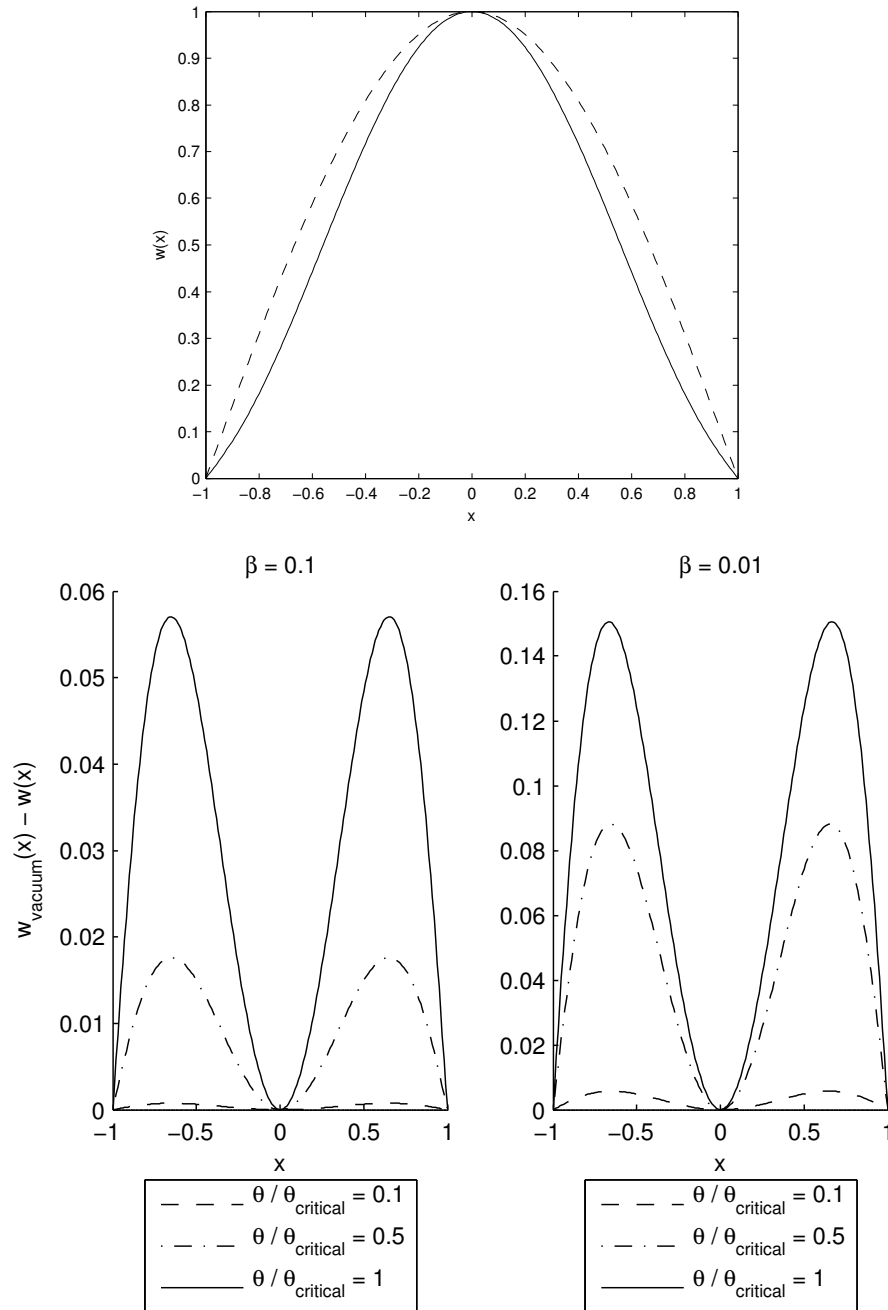 1
0.9
0.8
0.7
0.6
0.5
0.4
0.3
0.2
0.1
0
w(x)
−1 −0.8 −0.6 −0.4 −0.2 0 0.2 0.4 0.6 0.8 1
x
β = 0.1
0.06
0.05
0.04
0.03
0.02
0.01
0
w_vacuum(x) − w(x)
−1 −0.5 0 0.5 1
x
θ / θ_critical = 0.1
θ / θ_critical = 0.5
θ / θ_critical = 1
β = 0.01
0.16
0.14
0.12
0.1
0.08
0.06
0.04
0.02
0
−1 −0.5 0 0.5 1
x
θ / θ_critical = 0.1
θ / θ_critical = 0.5
θ / θ_critical = 1